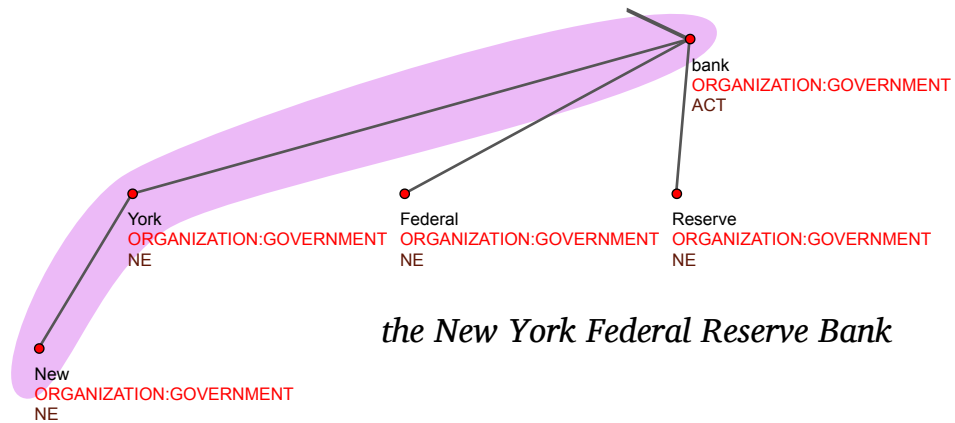 bank
ORGANIZATION:GOVERNMENT
ACT
York
ORGANIZATION:GOVERNMENT
NE
Federal
ORGANIZATION:GOVERNMENT
NE
Reserve
ORGANIZATION:GOVERNMENT
NE
the New York Federal Reserve Bank
New
ORGANIZATION:GOVERNMENT
NE